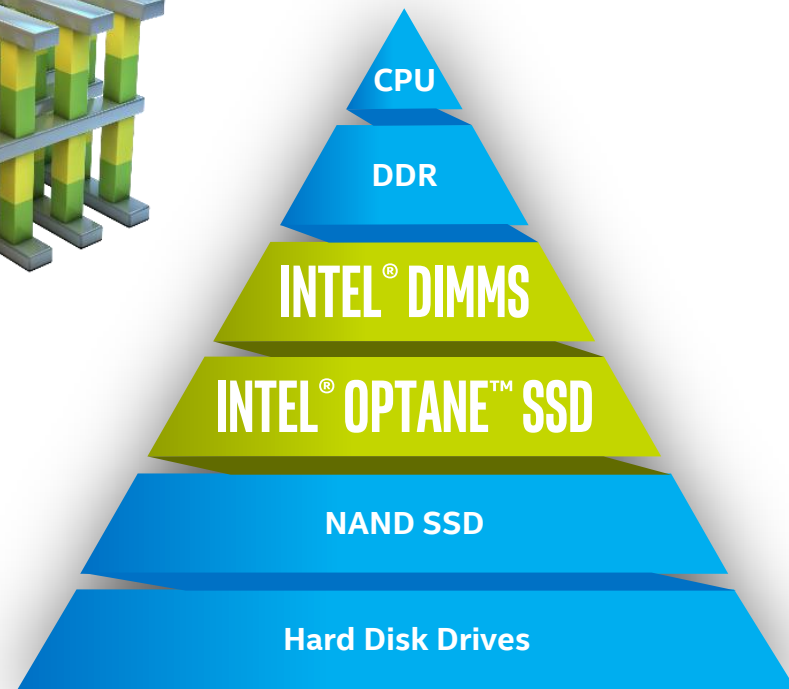 CPU
DDR
INTEL® DIMMS
INTEL® OPTANE™ SSD
NAND SSD
Hard Disk Drives